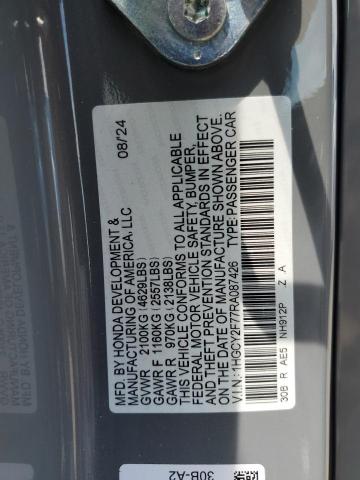 MFD. BY HONDA DEVELOPMENT &
MANUFACTURING OF AMERICA, LLC 08/24
GVWR 2100KG (4629LBS)
GAWR F 1160KG (2557LBS)
GAWR R 970KG (2138LBS)
THIS VEHICLE CONFORMS TO ALL APPLICABLE
FEDERAL MOTOR VEHICLE SAFETY, BUMPER,
AND THEFT PREVENTION STANDARDS IN EFFECT
ON THE DATE OF MANUFACTURE SHOWN ABOVE.
V.I.N.: 1HGCY2F77RA087426 TYPE: PASSENGER CAR
30B R AE5 NH912P Z A
30B-A2